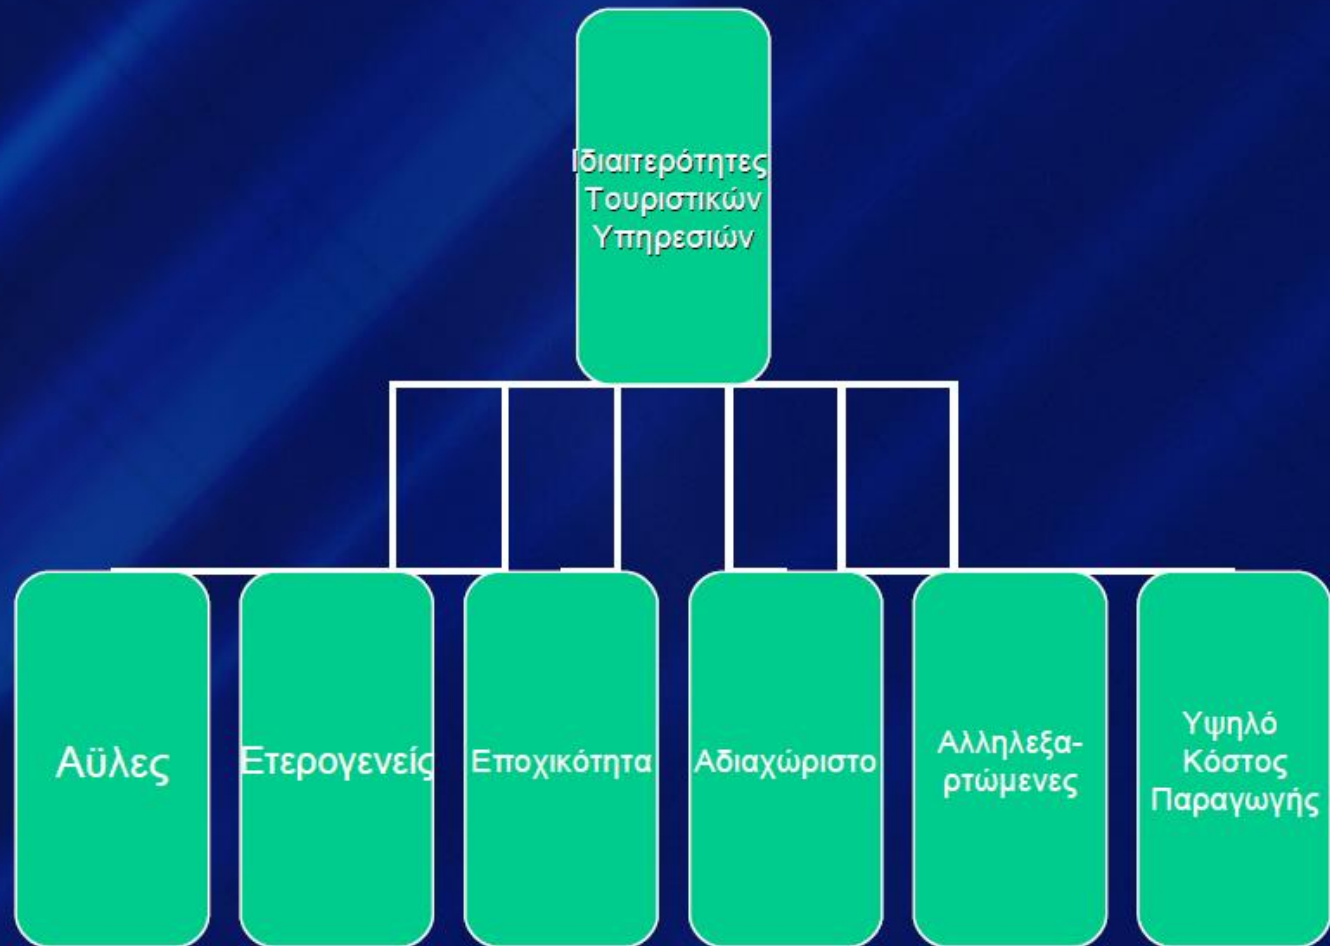 Ιδιαιτερότητες
Τουριστικών
Υπηρεσιών
Αϋλες
Ετερογενείς
Εποχικότητα
Αδιαχώριστο
Αλληλεξα-
ρτώμενες
Υψηλό
Κόστος
Παραγωγής